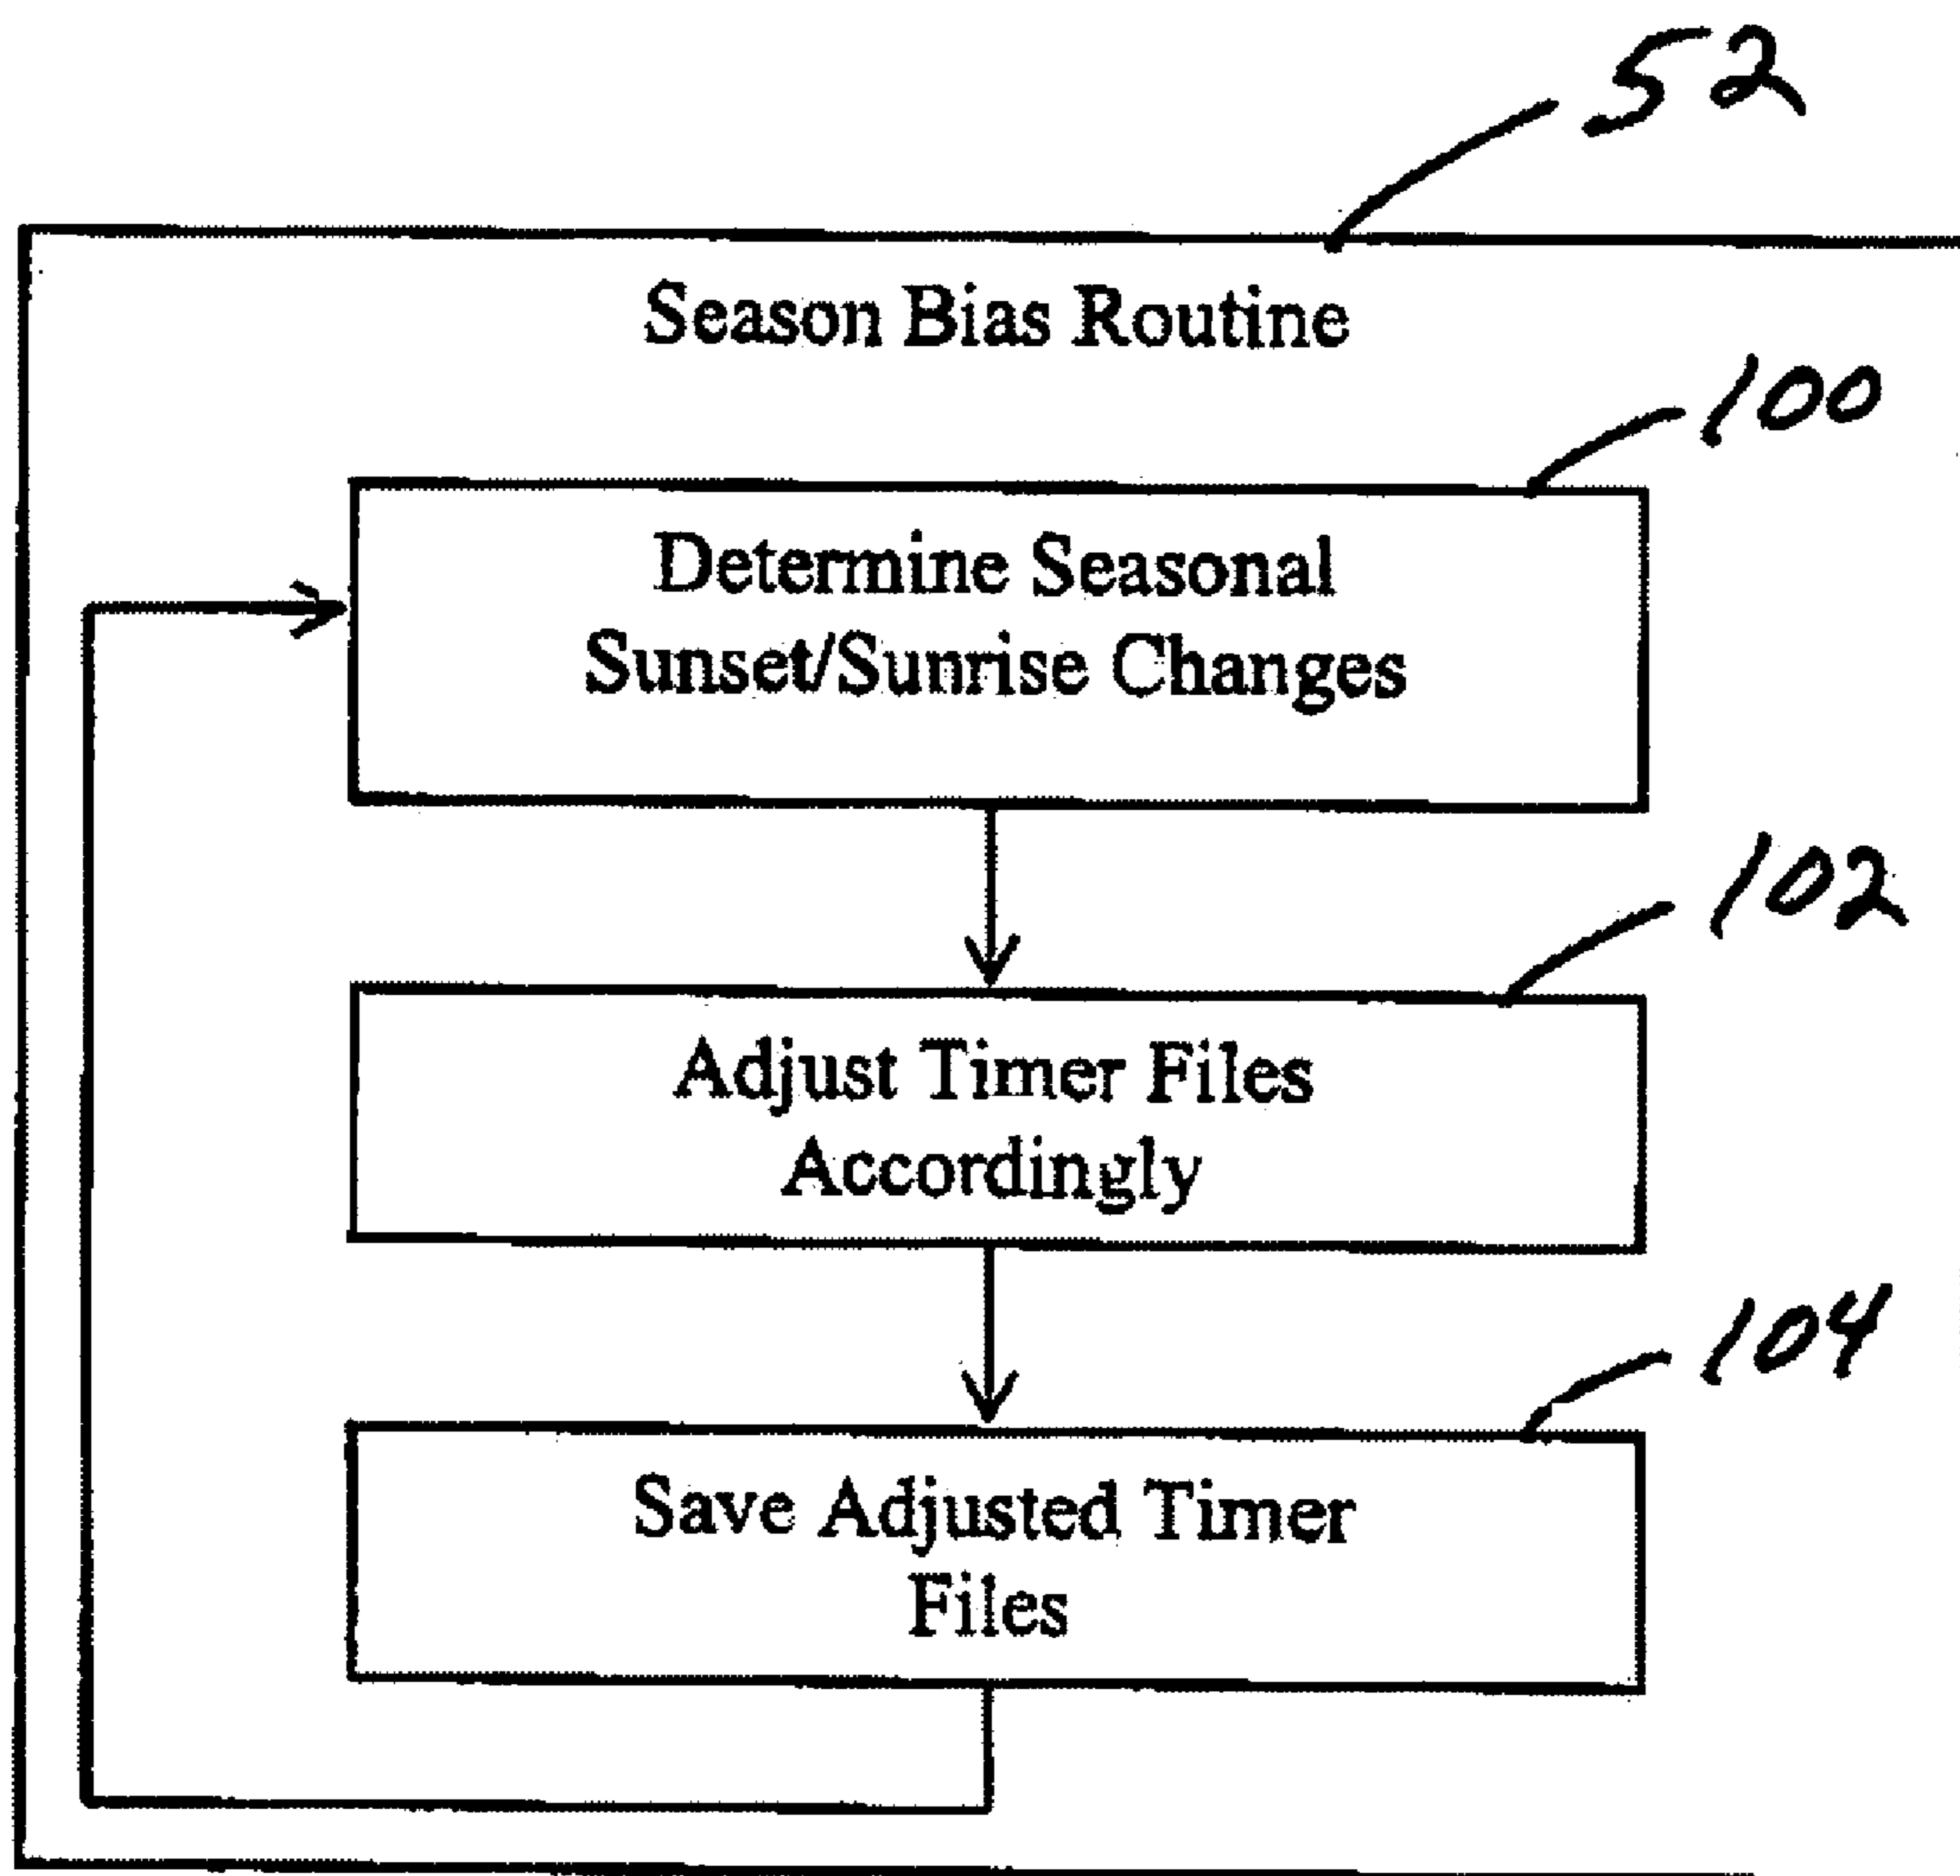 52
Season Bias Routine
100
Determine Seasonal
Sunset/Sunrise Changes
102
Adjust Timer Files
Accordingly
104
Save Adjusted Timer
Files